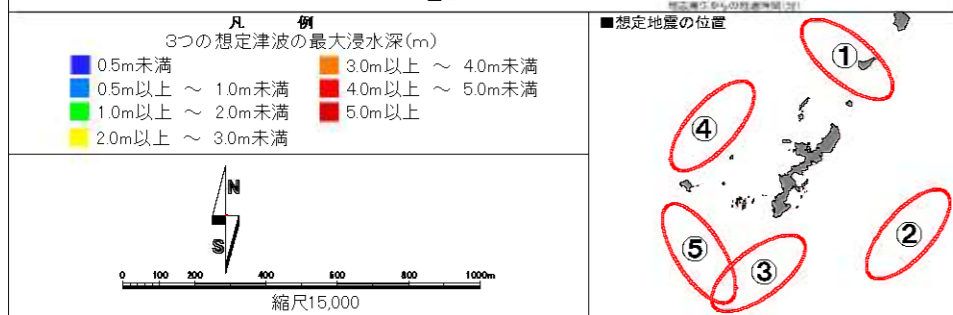 凡 例
3つの想定津波の最大浸水深(m)
0.5m未満
0.5m以上 ～ 1.0m未満
1.0m以上 ～ 2.0m未満
2.0m以上 ～ 3.0m未満
3.0m以上 ～ 4.0m未満
4.0m以上 ～ 5.0m未満
5.0m以上
N
S
0 100 200 400 600 800 1000m
縮尺15,000
■想定地震の位置
①
④
②
⑤
③